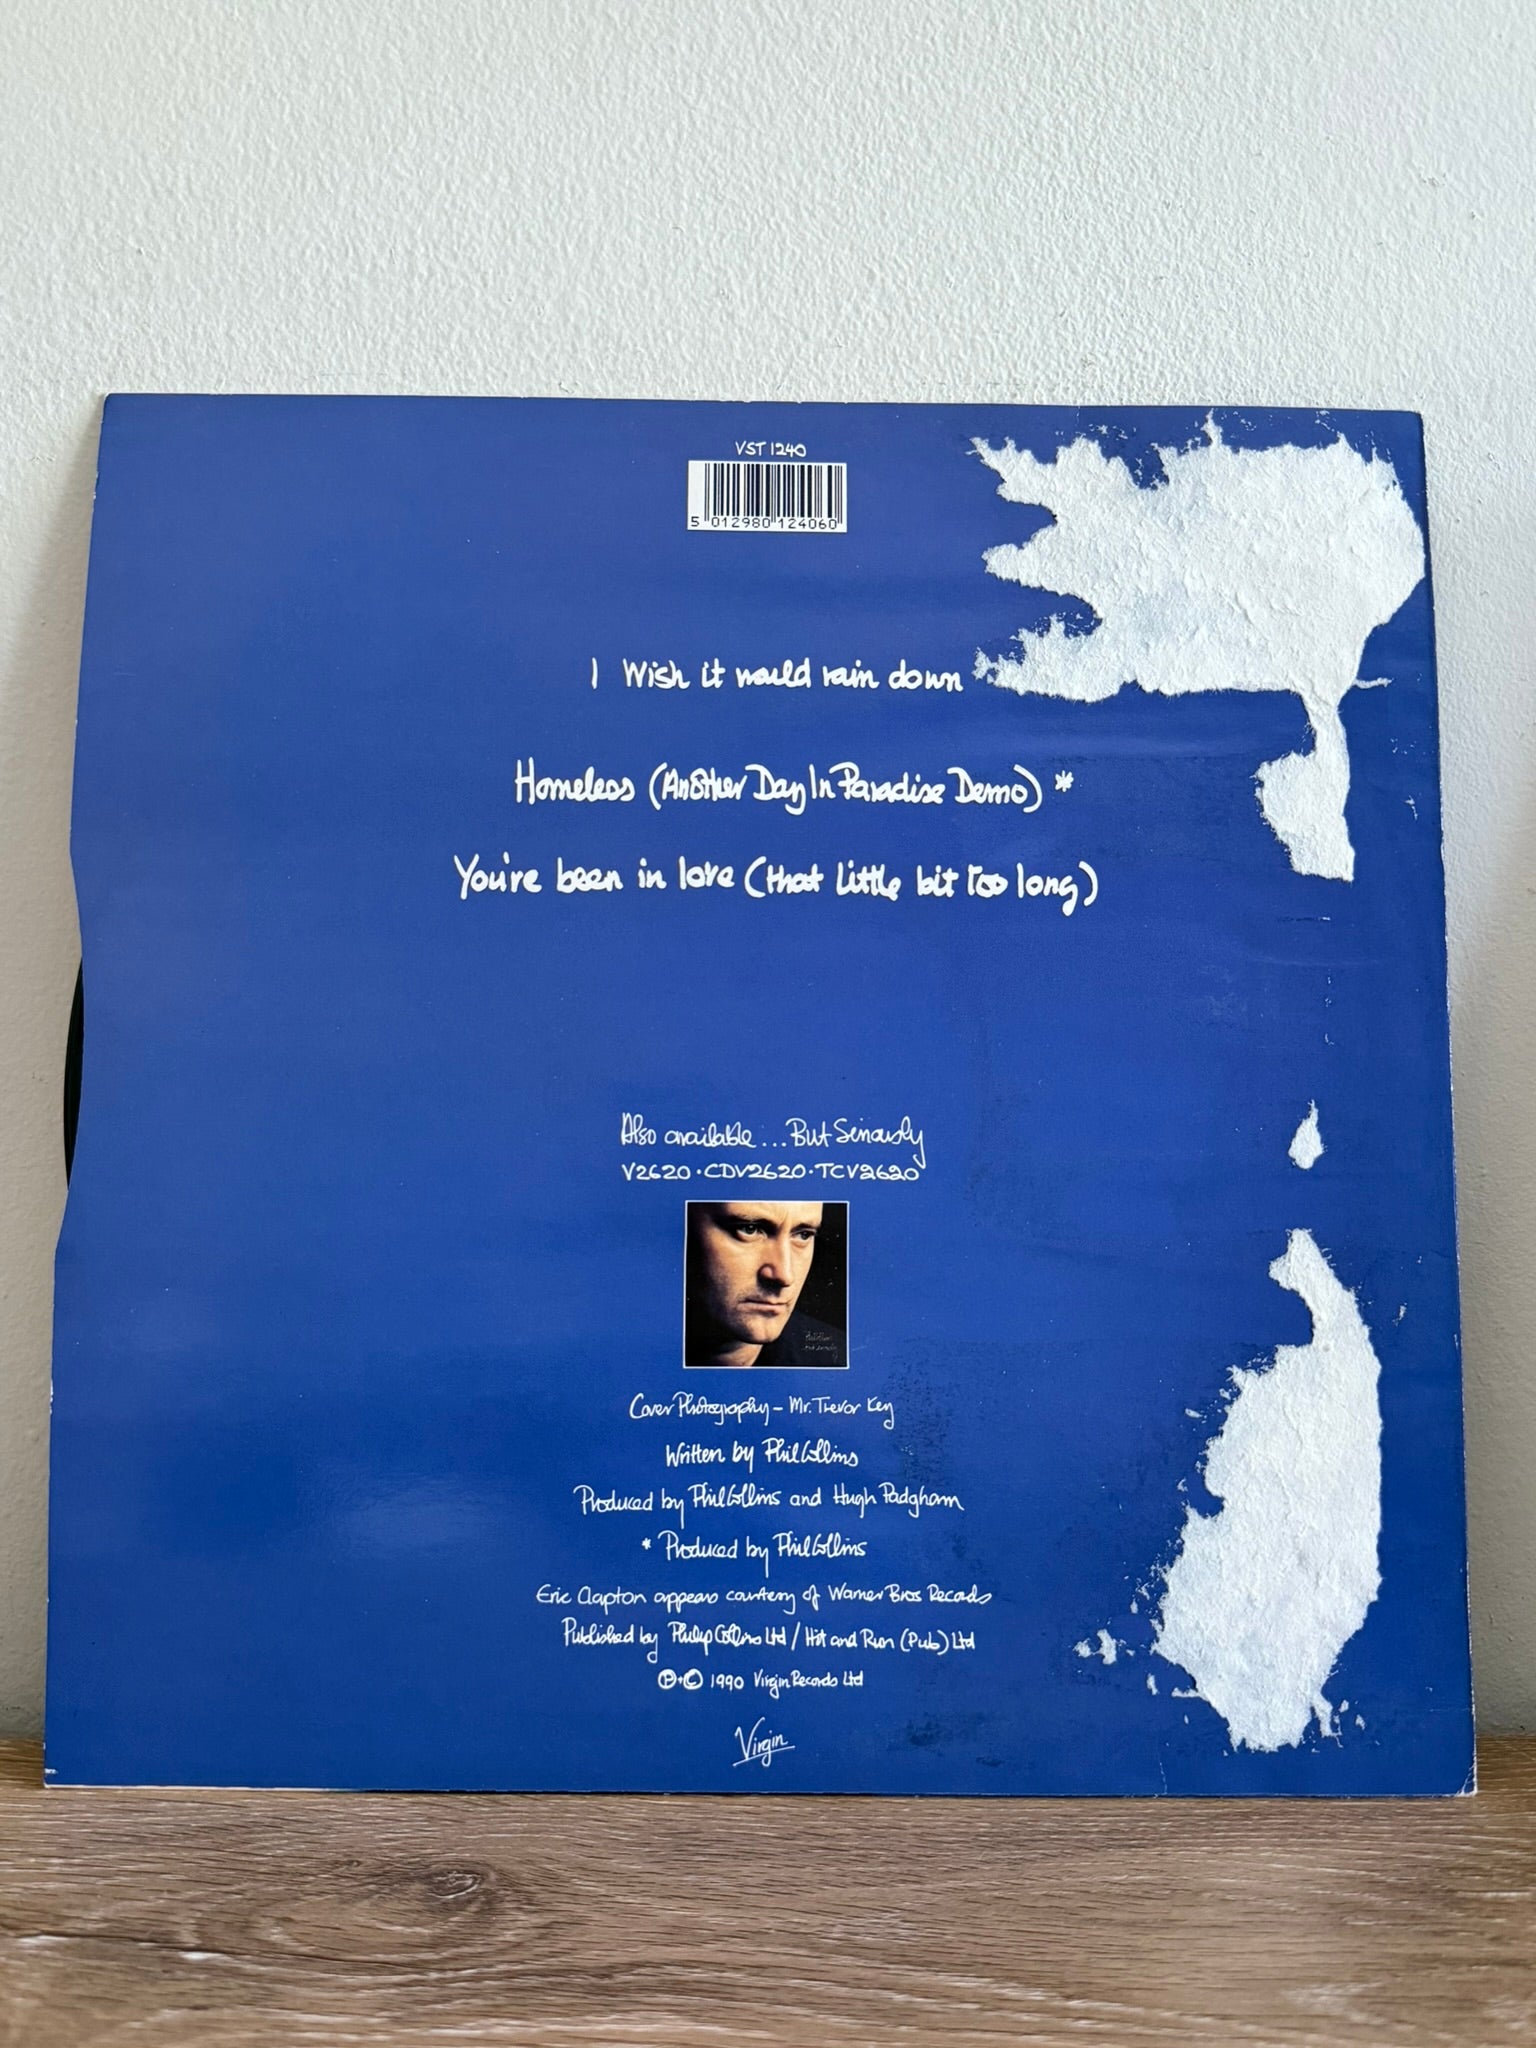 VST 1240
5 012980 124060
I Wish it would rain down
Homeless (Another Day In Paradise Demo) *
You're been in love (that little bit too long)
Also available ... But Seriously
V2620 · CDV2620 · TCV2620
Cover Photography - Mr. Trevor Key
Written by Phil Collins
Produced by Phil Collins and Hugh Padgham
* Produced by Phil Collins
Eric Clapton appears courtesy of Warner Bros Records
Published by Philip Collins Ltd / Hit and Run (Pub) Ltd
℗+© 1990 Virgin Records Ltd
Virgin